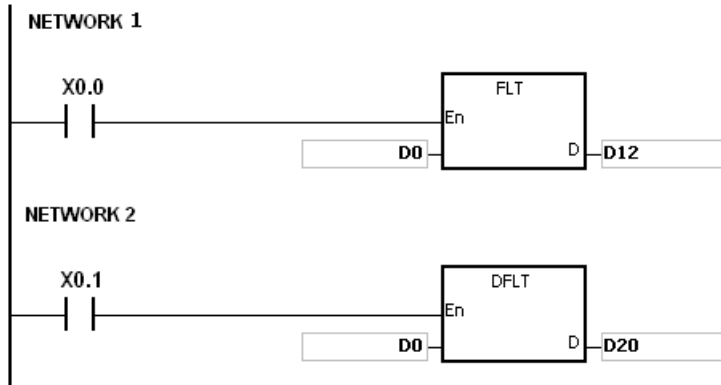 NETWORK 1
X0.0
FLT
En
D0
D
D12
NETWORK 2
X0.1
DFLT
En
D0
D
D20